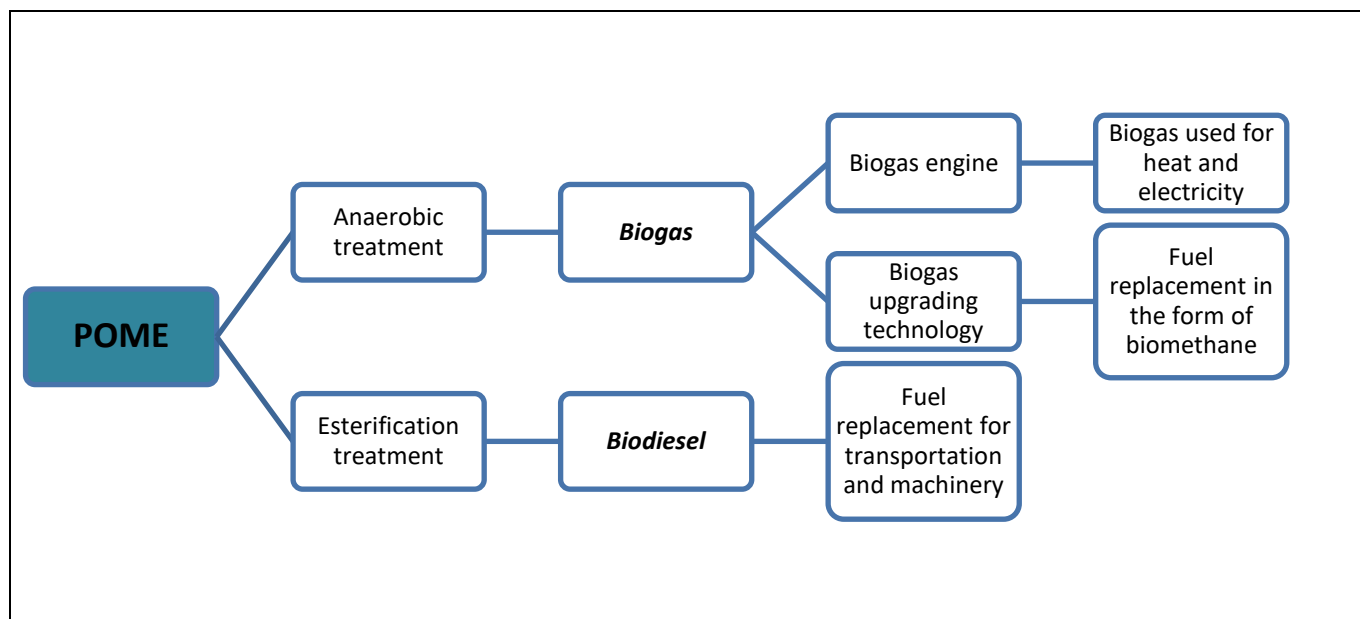 POME
Anaerobic
treatment
Biogas
Biogas engine
Biogas used for
heat and
electricity
Biogas
upgrading
technology
Fuel
replacement in
the form of
biomethane
Esterification
treatment
Biodiesel
Fuel
replacement for
transportation
and machinery